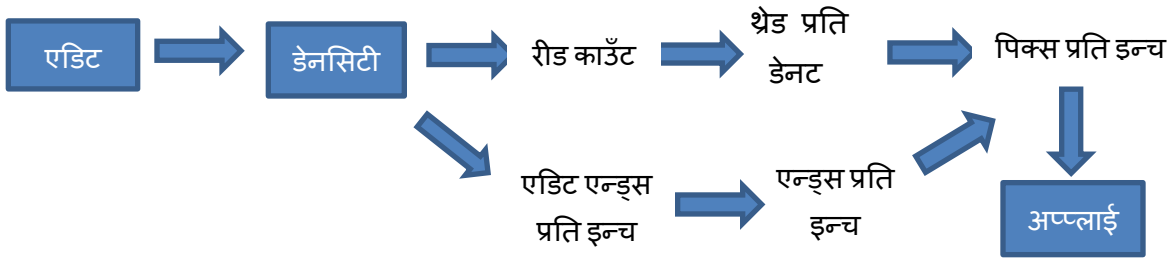 एडिट
डेनसिटी
रीड काउँट
थ्रेड प्रति
डेनट
पिक्स प्रति इन्च
एडिट एन्ड्स
प्रति इन्च
एन्ड्स प्रति
इन्च
अप्प्लाई